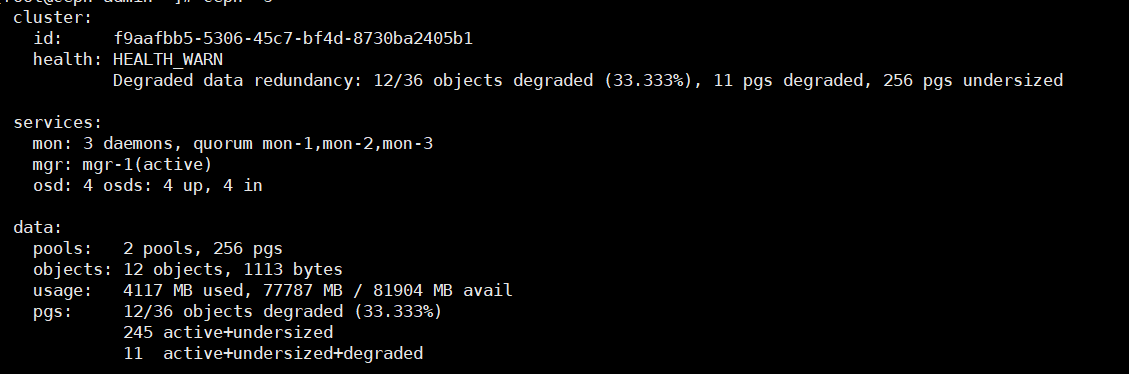 cluster:
id: f9aafbb5-5306-45c7-bf4d-8730ba2405b1
health: HEALTH_WARN
Degraded data redundancy: 12/36 objects degraded (33.333%), 11 pgs degraded, 256 pgs undersized
services:
mon: 3 daemons, quorum mon-1,mon-2,mon-3
mgr: mgr-1(active)
osd: 4 osds: 4 up, 4 in
data:
pools: 2 pools, 256 pgs
objects: 12 objects, 1113 bytes
usage: 4117 MB used, 77787 MB / 81904 MB avail
pgs: 12/36 objects degraded (33.333%)
245 active+undersized
11 active+undersized+degraded